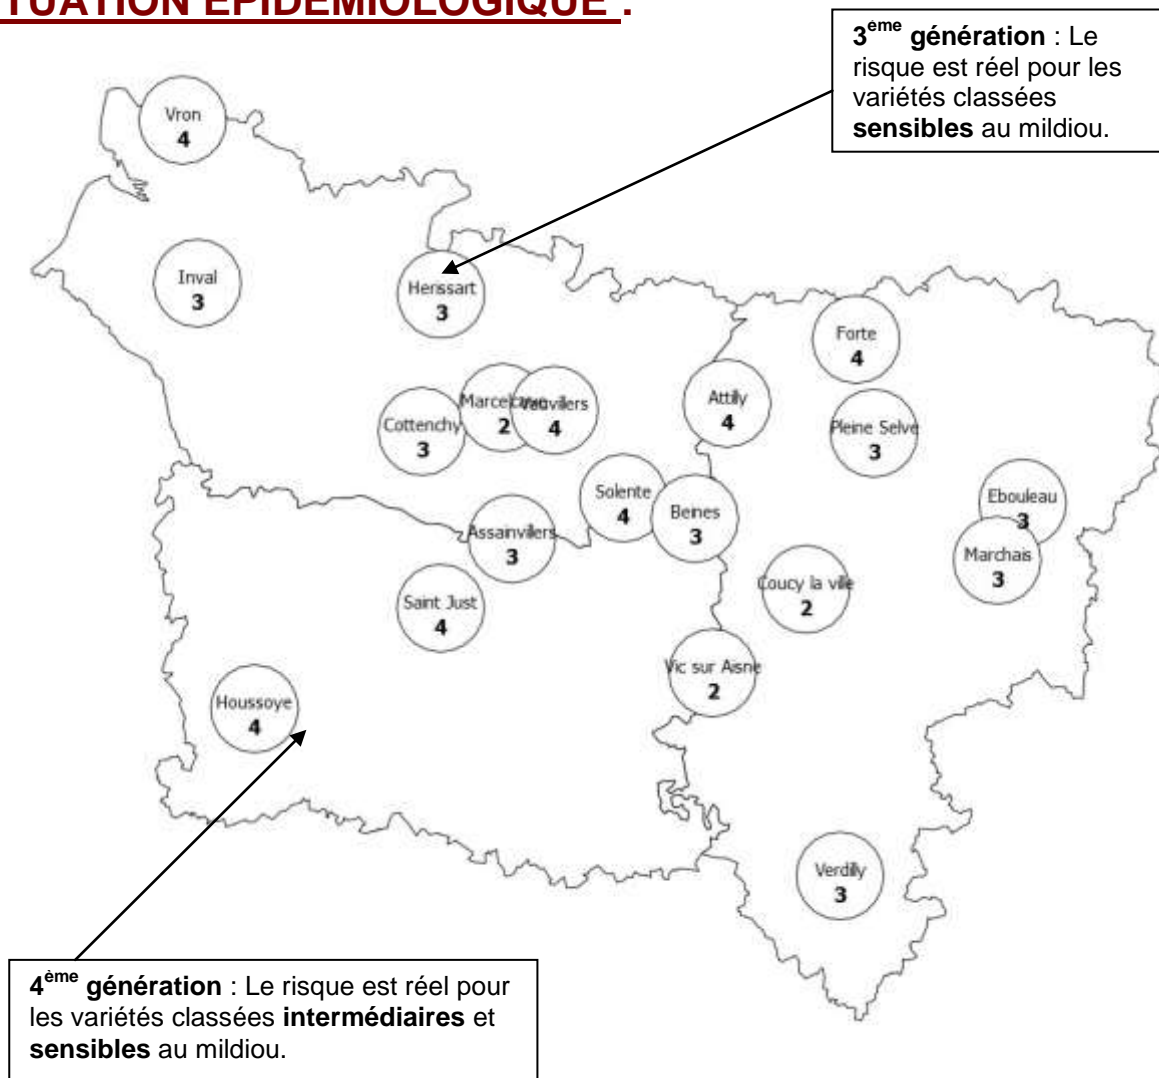 TUATION EPIDEMIOLOGIQUE :
3ème génération : Le
risque est réel pour les
variétés classées
sensibles au mildiou.
Vron
4
Inval
3
Herissart
3
Forte
4
Marcelcave
2
Vauvillers
4
Attilly
4
Cottenchy
3
Pleine Selve
3
Solente
4
Beines
3
Ebouleau
3
Assainvillers
3
Marchais
3
Saint Just
4
Coucy la ville
2
Vic sur Aisne
2
Houssoye
4
Verdilly
3
4ème génération : Le risque est réel pour
les variétés classées intermédiaires et
sensibles au mildiou.